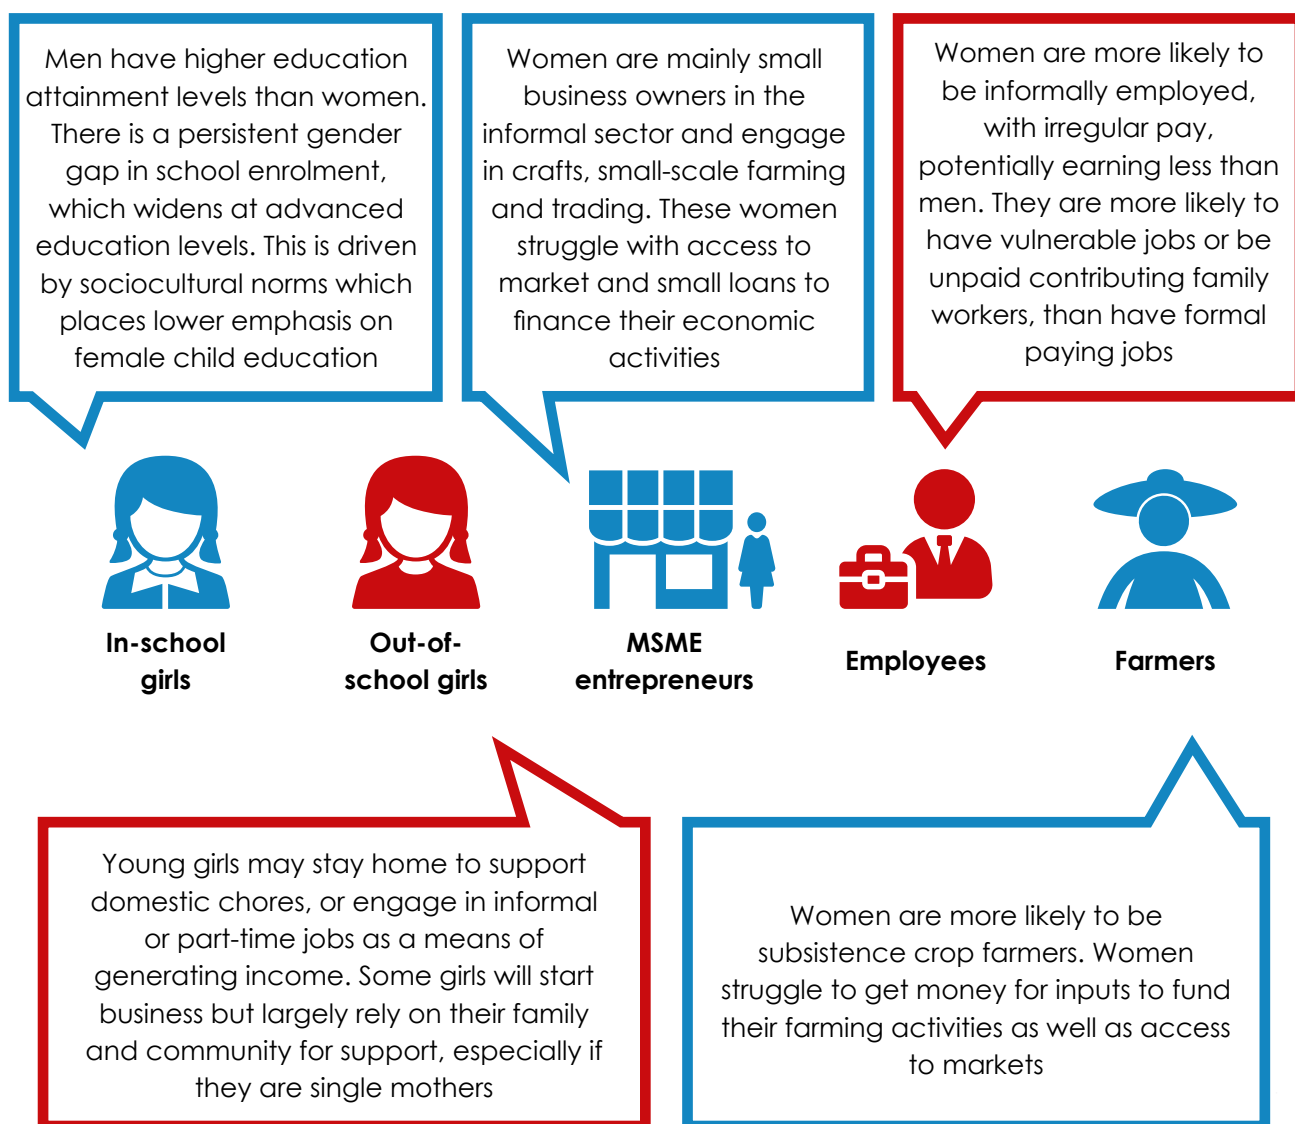 Men have higher education
attainment levels than women.
There is a persistent gender
gap in school enrolment,
which widens at advanced
education levels. This is driven
by sociocultural norms which
places lower emphasis on
female child education
Women are mainly small
business owners in the
informal sector and engage
in crafts, small-scale farming
and trading. These women
struggle with access to
market and small loans to
finance their economic
activities
Women are more likely to
be informally employed,
with irregular pay,
potentially earning less than
men. They are more likely to
have vulnerable jobs or be
unpaid contributing family
workers, than have formal
paying jobs
In-school
girls
Out-of-
school girls
MSME
entrepreneurs
Employees
Farmers
Young girls may stay home to support
domestic chores, or engage in informal
or part-time jobs as a means of
generating income. Some girls will start
business but largely rely on their family
and community for support, especially if
they are single mothers
Women are more likely to be
subsistence crop farmers. Women
struggle to get money for inputs to fund
their farming activities as well as access
to markets